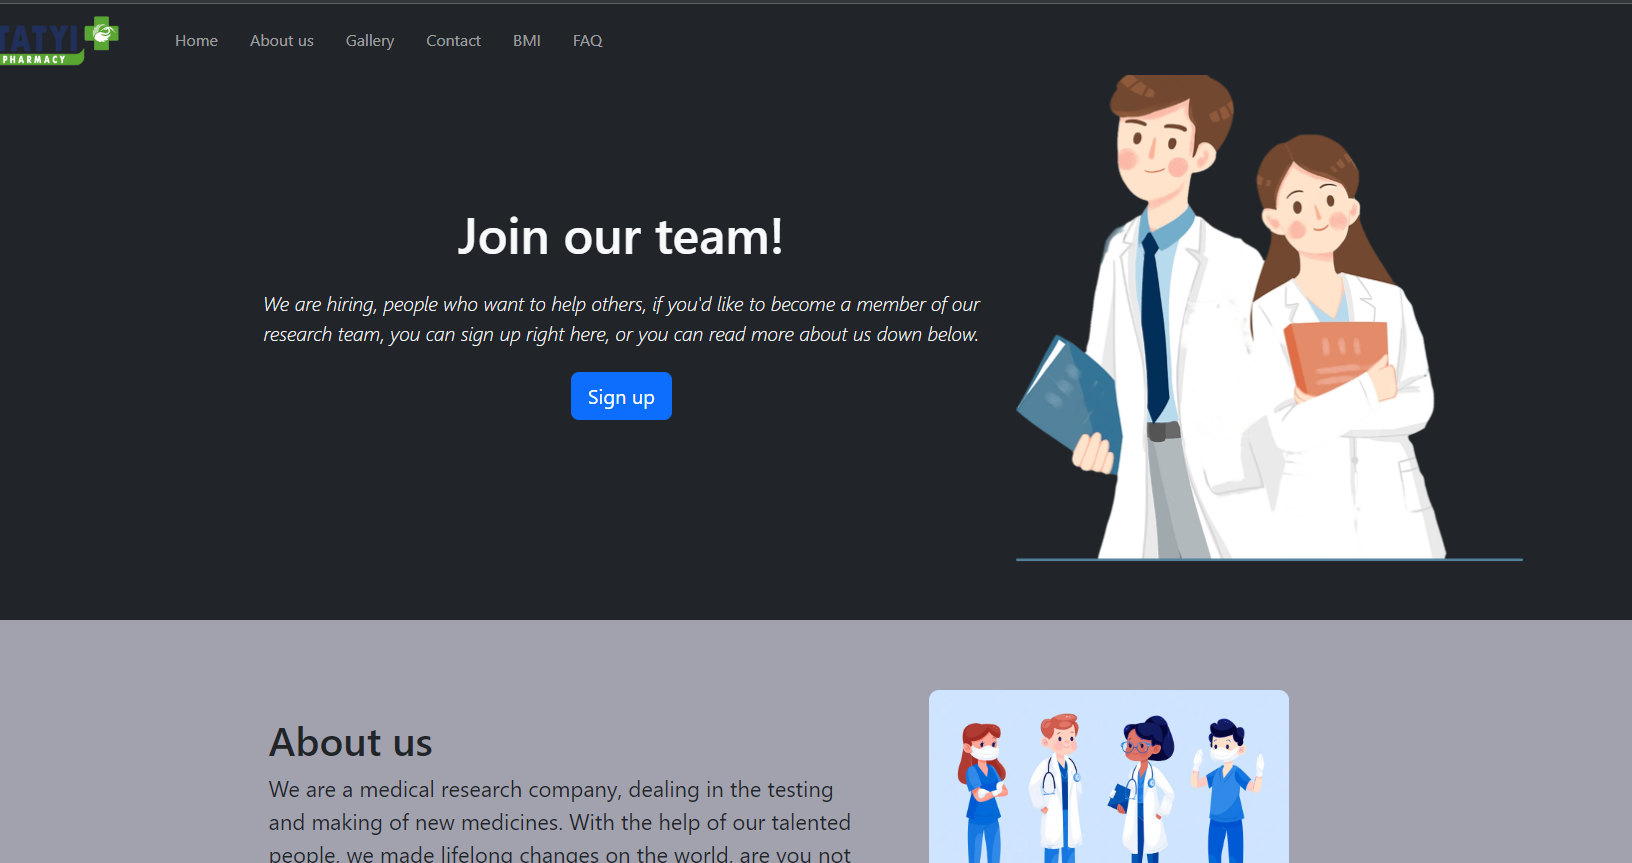 TATYI
PHARMACY
Home About us Gallery Contact BMI FAQ
Join our team!
We are hiring, people who want to help others, if you'd like to become a member of our
research team, you can sign up right here, or you can read more about us down below.
Sign up
About us
We are a medical research company, dealing in the testing
and making of new medicines. With the help of our talented
people, we made lifelong changes on the world, are you not